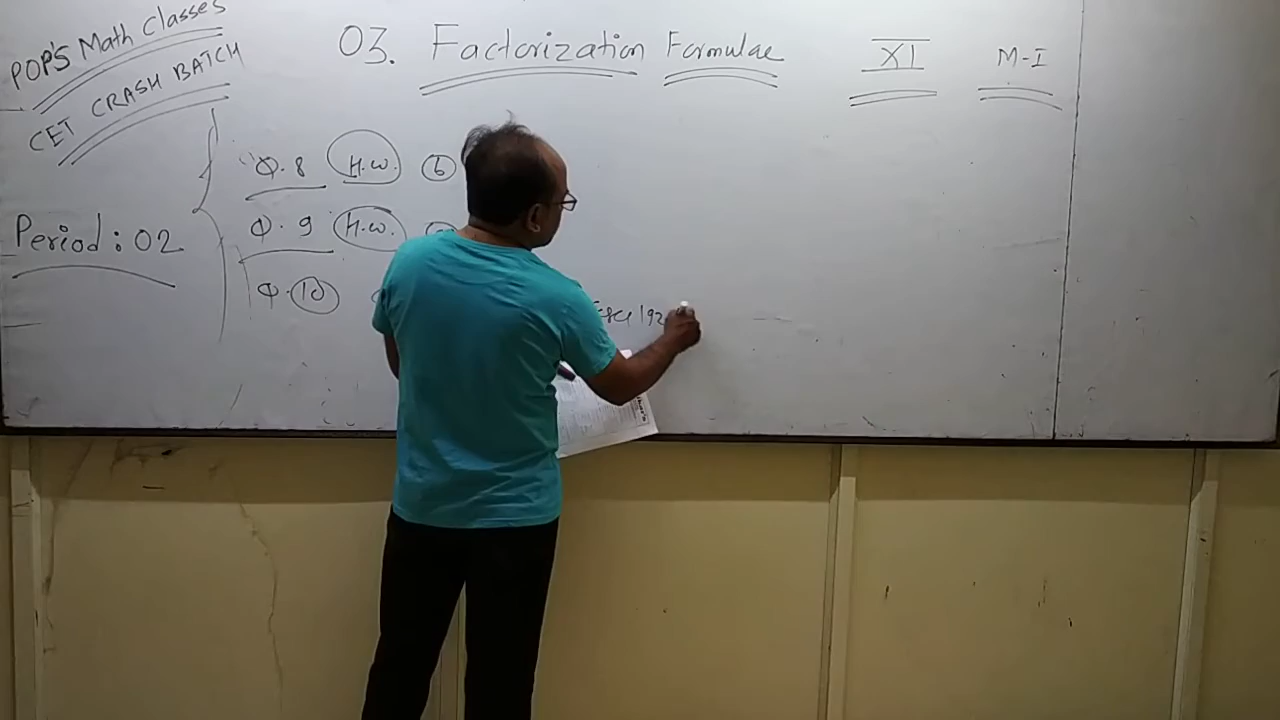 POP'S Math Classes
CET CRASH BATCH
03. Factorization Formulae XI M-I
Period: 02
Q. 8 H.W. b
Q. 9 H.W.
Q. 10